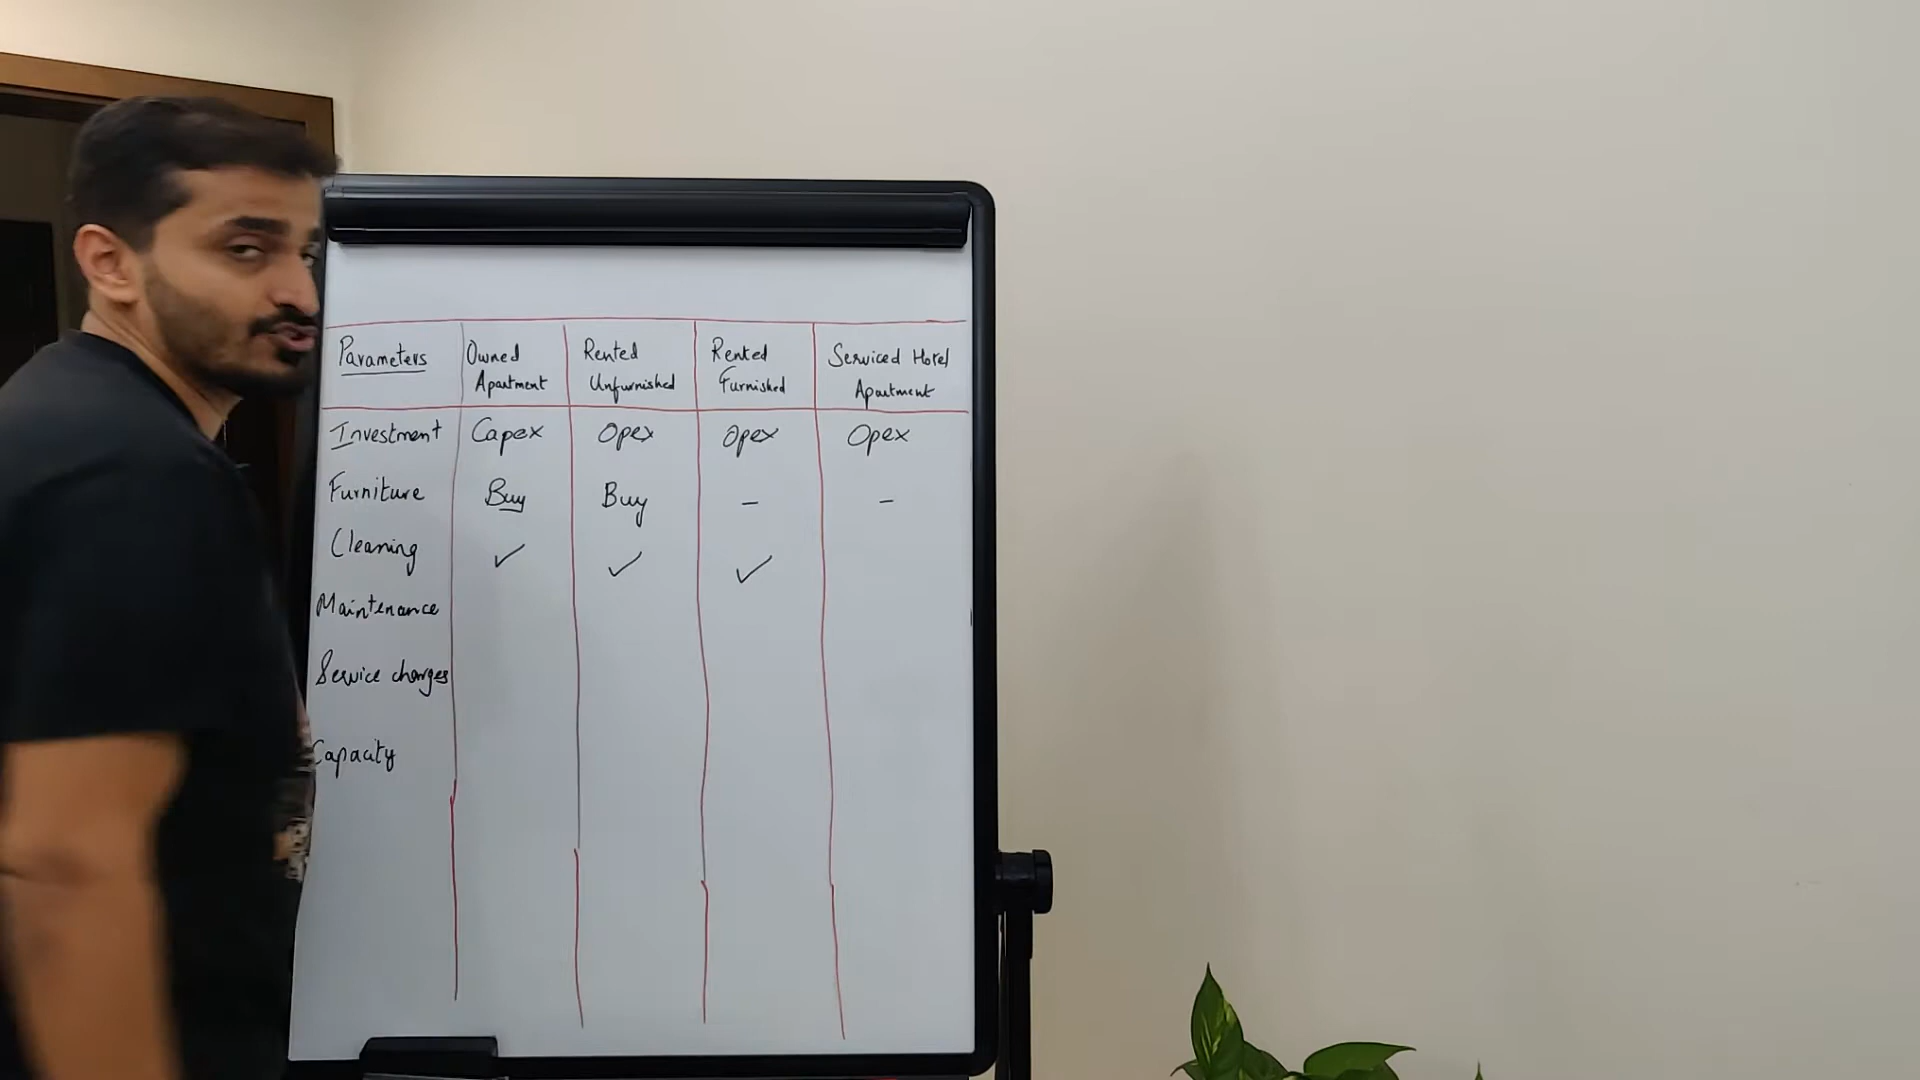 Parameters Owned Apartment Rented Unfurnished Rented Furnished Serviced Hotel Apartment
Investment Capex Opex Opex Opex
Furniture Buy Buy - -
Cleaning ✓ ✓ ✓
Maintenance
Service charges
Capacity